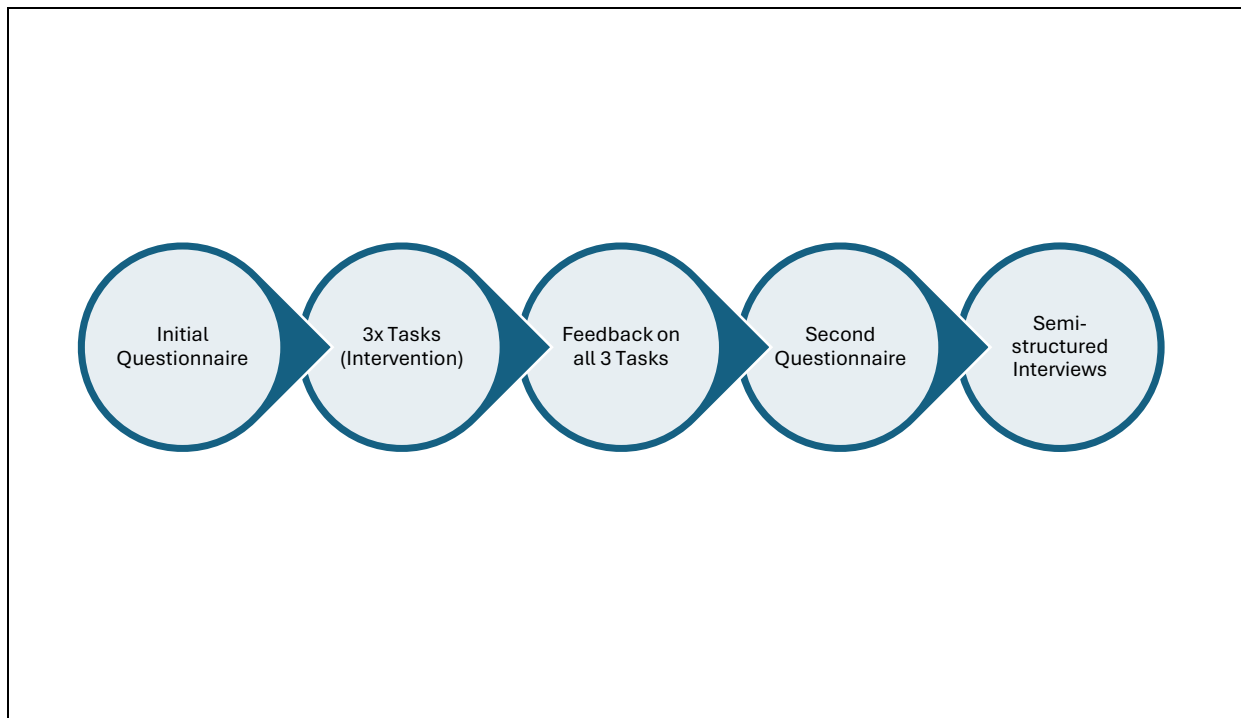 Initial
Questionnaire
3x Tasks
(Intervention)
Feedback on
all 3 Tasks
Second
Questionnaire
Semi-
structured
Interviews